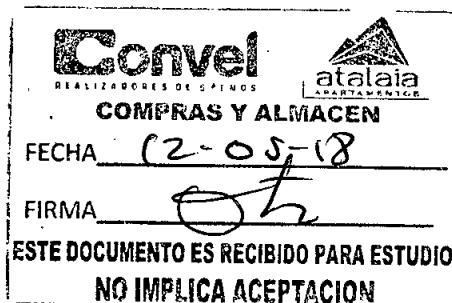 Convel
REALIZADORES DE SUEÑOS
atalaia
APARTAMENTOS
COMPRAS Y ALMACEN
FECHA 12-05-18
FIRMA
ESTE DOCUMENTO ES RECIBIDO PARA ESTUDIO
NO IMPLICA ACEPTACION